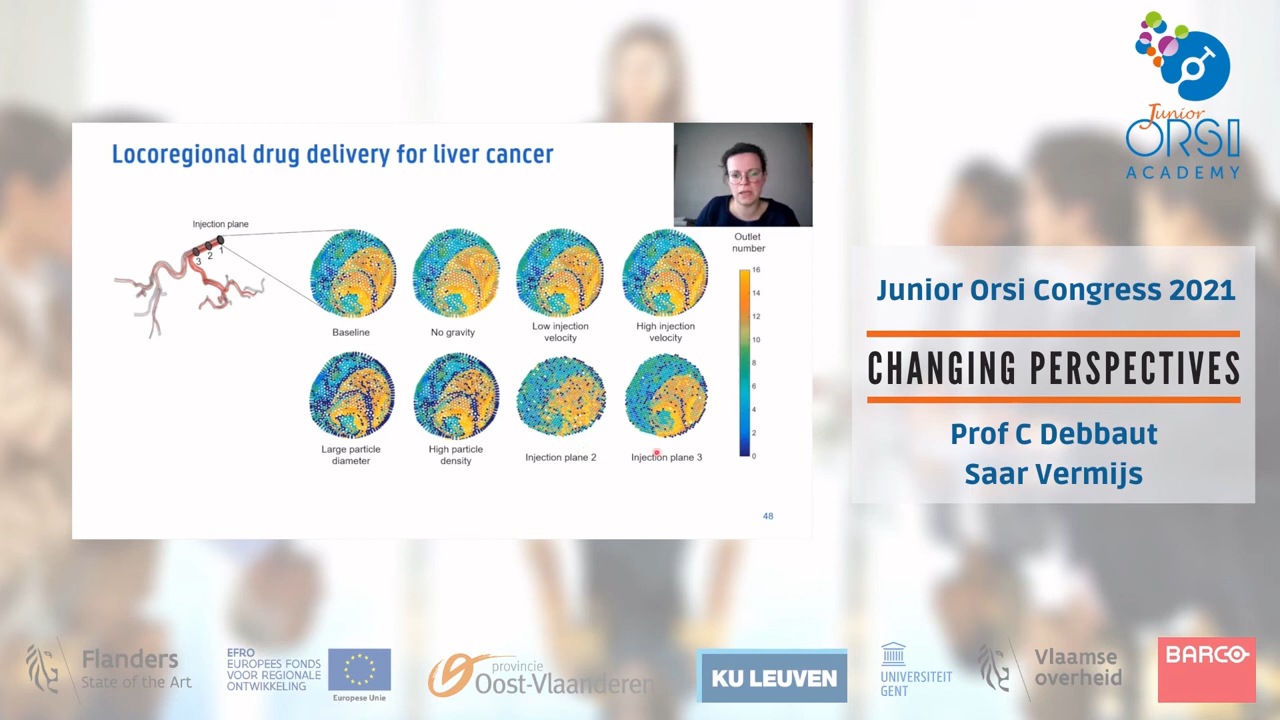 Locoregional drug delivery for liver cancer
Injection plane
1
2
3
Baseline
No gravity
Low injection
velocity
High injection
velocity
Large particle
diameter
High particle
density
Injection plane 2
Injection plane 3
Outlet
number
16
14
12
10
8
6
4
2
0
48
Junior
ORSI
ACADEMY
Junior Orsi Congress 2021
CHANGING PERSPECTIVES
Prof C Debbaut
Saar Vermijs
Flanders
State of the Art
EFRO
EUROPEES FONDS
VOOR REGIONALE
ONTWIKKELING
Europese Unie
provincie
Oost-Vlaanderen
KU LEUVEN
UNIVERSITEIT
GENT
Vlaamse
overheid
BARCO